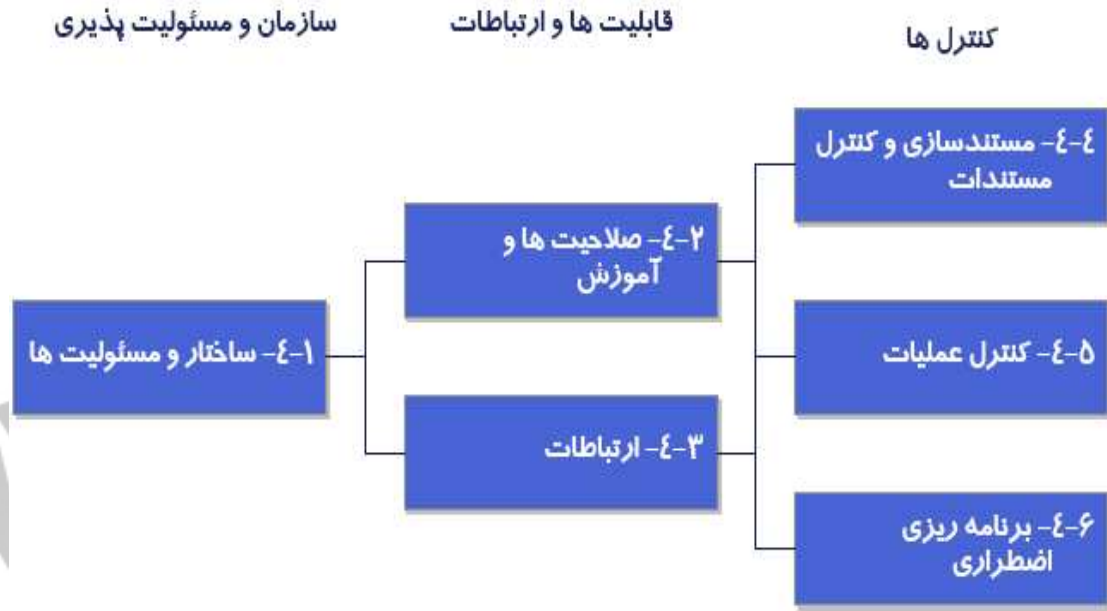 کنترل ها
قابلیت ها و ارتباطات
سازمان و مسئولیت پذیری
۴-۴- مستندسازی و کنترل
مستندات
۴-۲- صلاحیت ها و
آموزش
۴-۱- ساختار و مسئولیت ها
۴-۵- کنترل عملیات
۴-۳- ارتباطات
۴-۶- برنامه ریزی
اضطراری